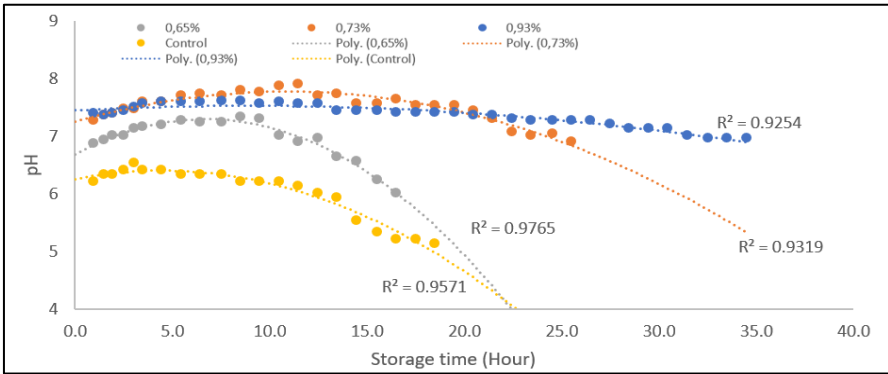 9
0,65% 0,73% 0,93%
Control Poly. (0,65%) Poly. (0,73%)
Poly. (0,93%) Poly. (Control)
8
7
R² = 0.9254
pH
6
R² = 0.9765
5
R² = 0.9319
R² = 0.9571
4
0.0 5.0 10.0 15.0 20.0 25.0 30.0 35.0 40.0
Storage time (Hour)